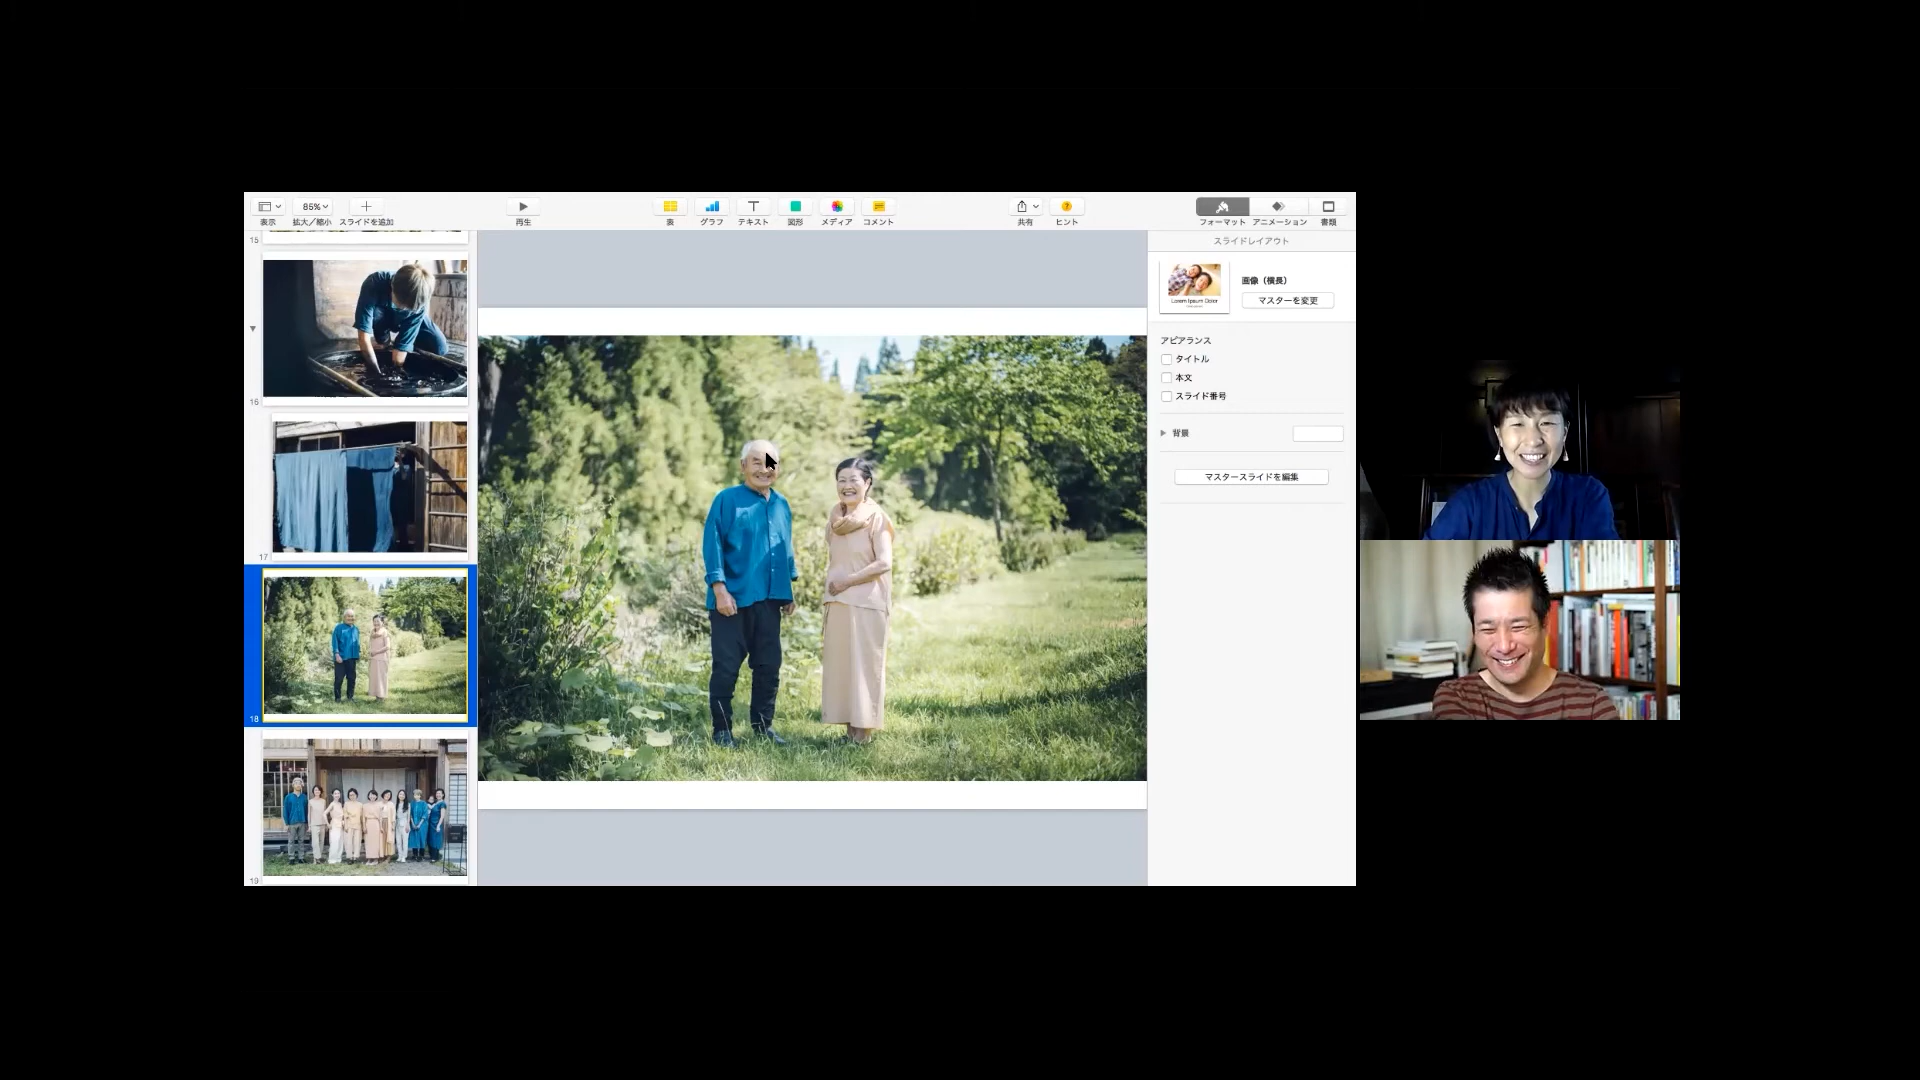 85%
表示
拡大／縮小
スライドを追加
再生
表
グラフ
テキスト
図形
メディア
コメント
共有
ヒント
フォーマット
アニメーション
書類
スライドレイアウト
画像（横長）
マスターを変更
Lorem Ipsum Dolor
アピアランス
タイトル
本文
スライド番号
背景
マスタースライドを編集
15
16
17
18
19